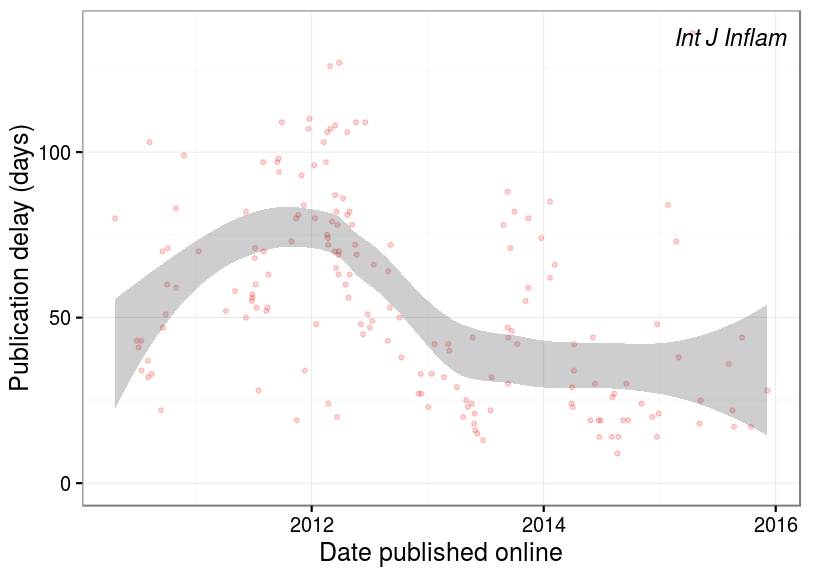 Int J Inflam
Publication delay (days)
100
50
0
2012 2014 2016
Date published online